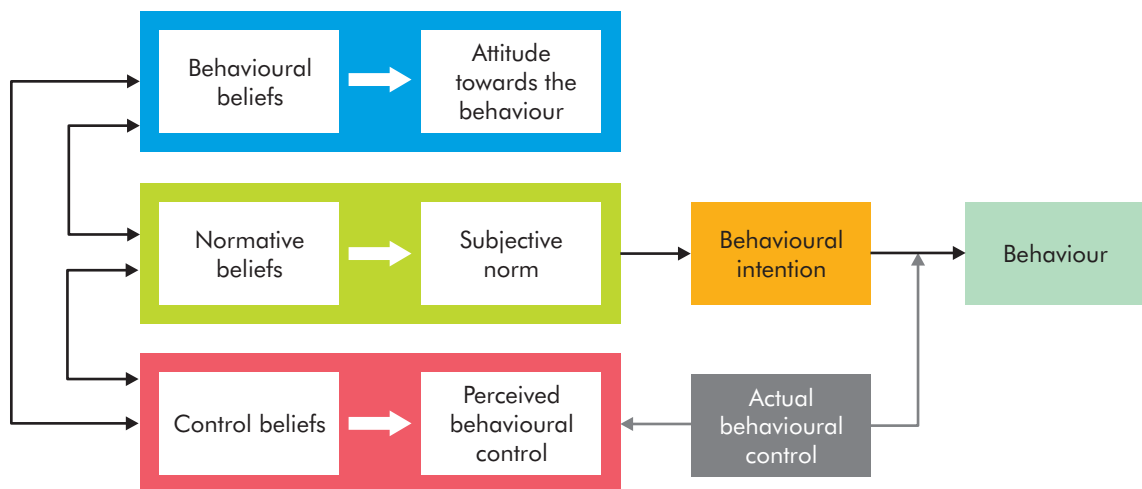 Behavioural
beliefs
Attitude
towards the
behaviour
Normative
beliefs
Subjective
norm
Behavioural
intention
Behaviour
Control beliefs
Perceived
behavioural
control
Actual
behavioural
control